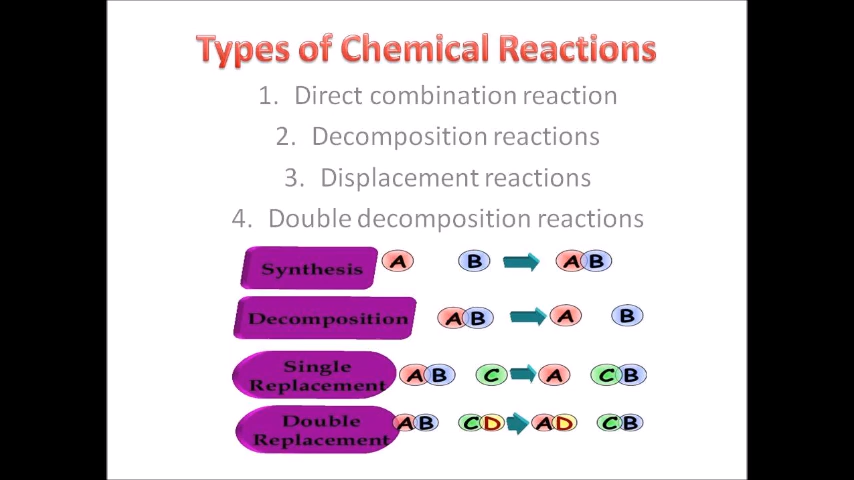 Types of Chemical Reactions
1. Direct combination reaction
2. Decomposition reactions
3. Displacement reactions
4. Double decomposition reactions
Synthesis A B AB
Decomposition AB A B
Single
Replacement AB C A CB
Double
Replacement AB CD AD CB